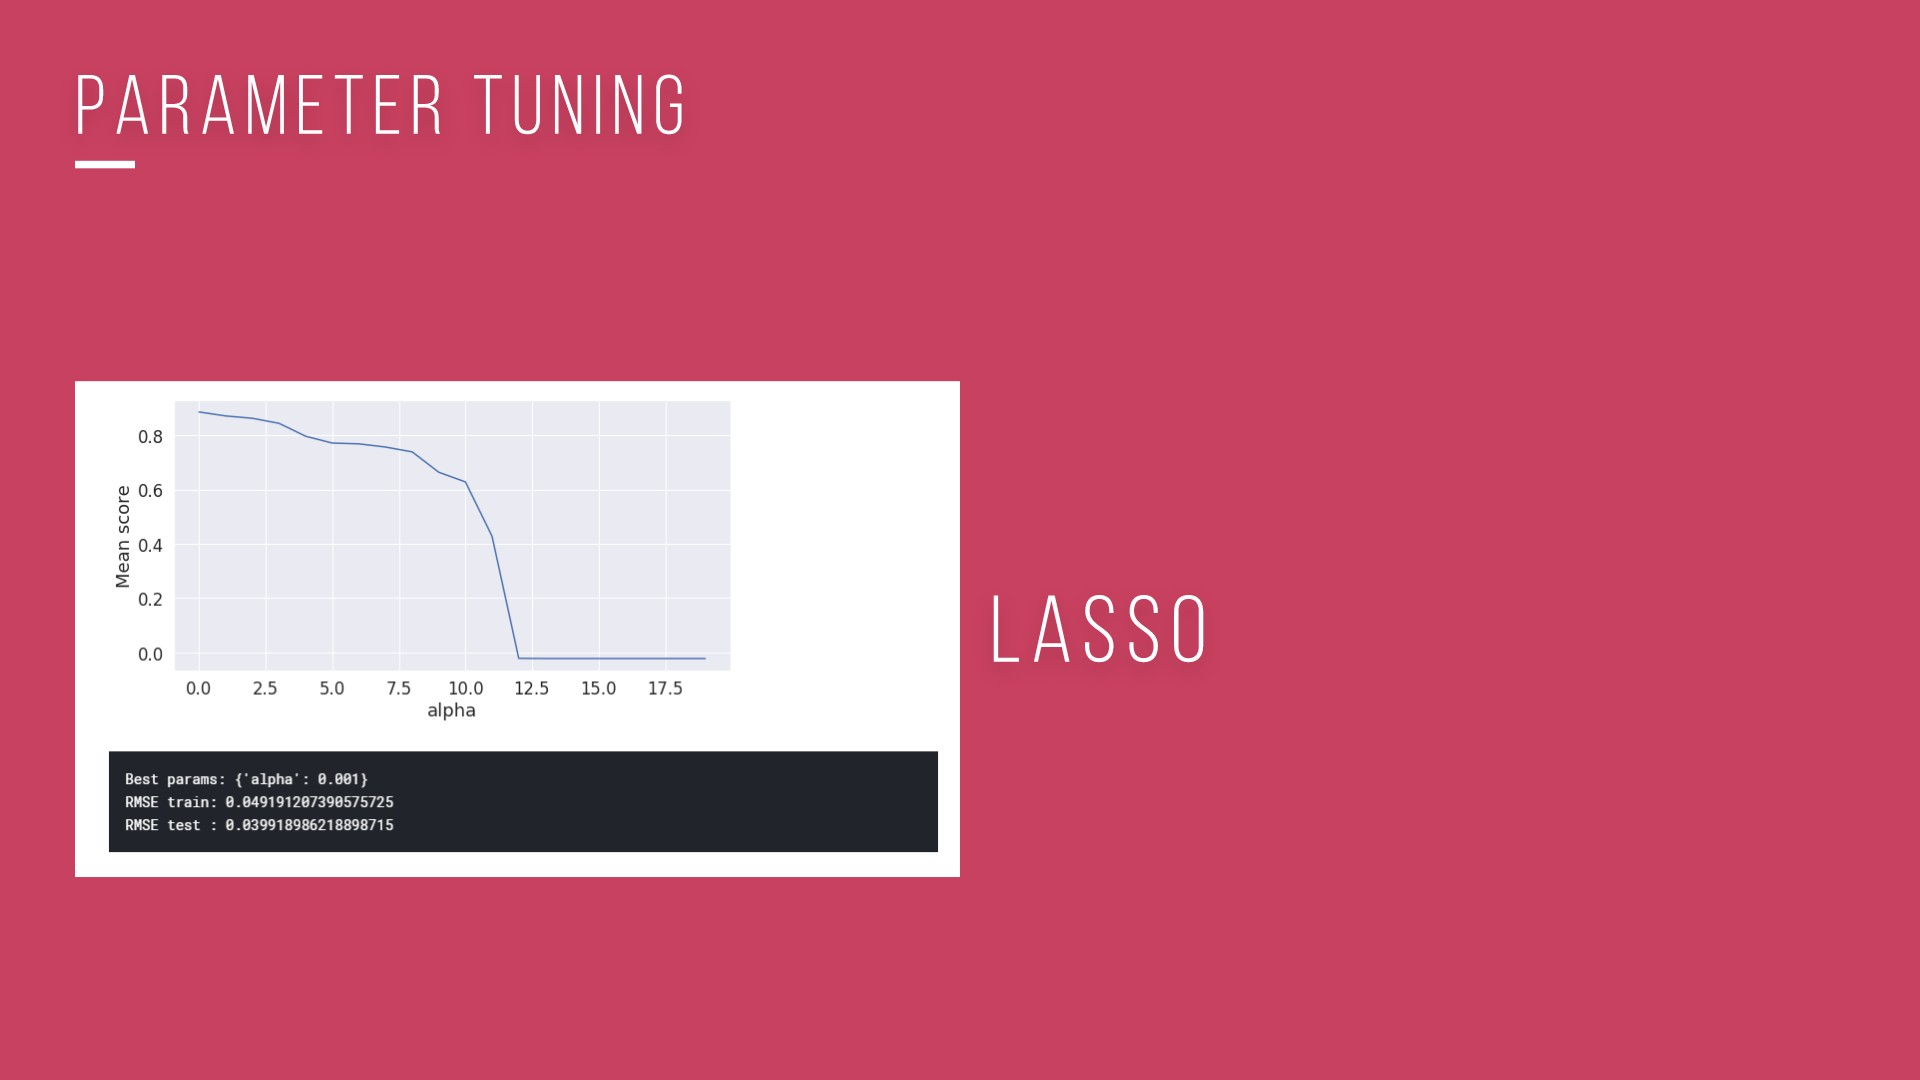 PARAMETER TUNING
0.8
0.6
0.4
0.2
0.0
Mean score
0.0 2.5 5.0 7.5 10.0 12.5 15.0 17.5
alpha
Best params: {'alpha': 0.001}
RMSE train: 0.049191207390575725
RMSE test : 0.039918986218898715
LASSO